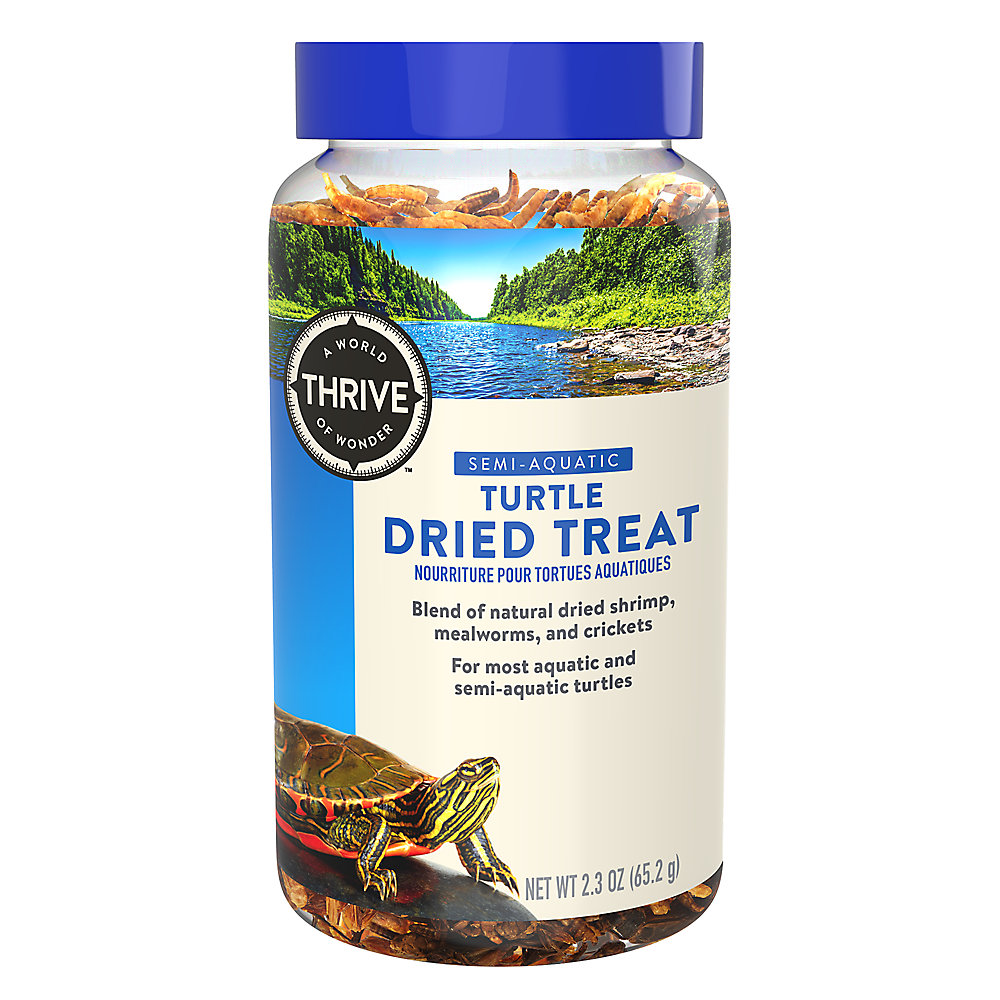 A WORLD
THRIVE
OF WONDER
™
SEMI-AQUATIC
TURTLE
DRIED TREAT
NOURRITURE POUR TORTUES AQUATIQUES
Blend of natural dried shrimp,
mealworms, and crickets
For most aquatic and
semi-aquatic turtles
NET WT 2.3 OZ (65.2 g)